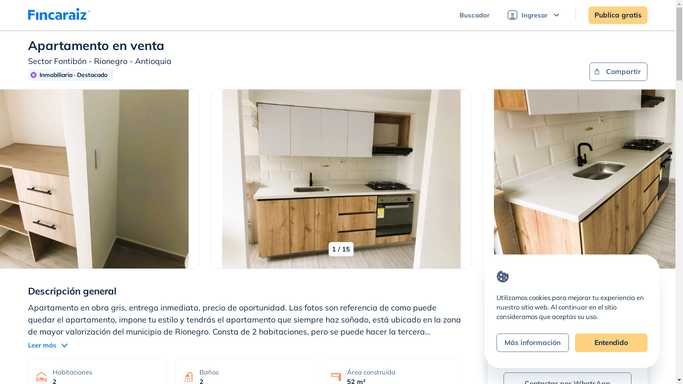 Fincaraiz
Buscador
Ingresar
Publica gratis
Apartamento en venta
Sector Fontibón - Rionegro - Antioquia
Inmobiliaria · Destacado
Compartir
1 / 15
Descripción general
Apartamento en obra gris, entrega inmediata, precio de oportunidad. Las fotos son referencia de como puede
quedar el apartamento, impone tu estilo y tendrás el apartamento que siempre haz soñado, está ubicado en la zona
de mayor valorización del municipio de Rionegro. Consta de 2 habitaciones, pero se puede hacer la tercera...
Leer más
Habitaciones
2
Baños
2
Área construida
52 m²
Utilizamos cookies para mejorar tu experiencia en
nuestro sitio web. Al continuar en el sitio
consideramos que aceptas su uso.
Más información
Entendido
Contactar por WhatsApp